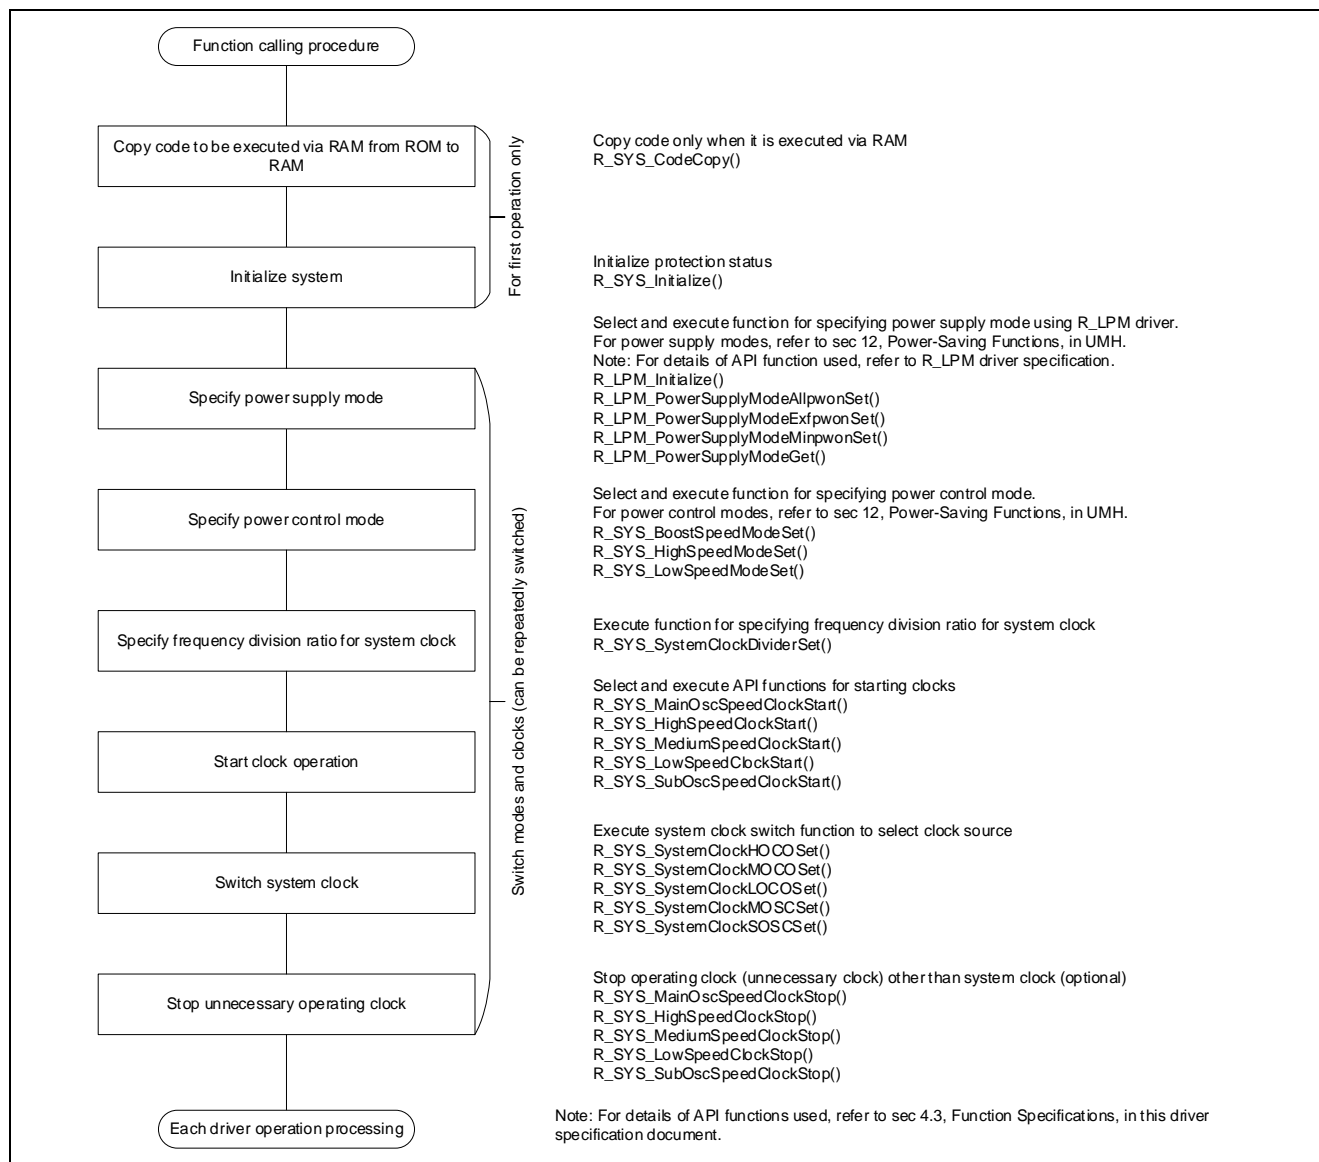 Function calling procedure
Copy code to be executed via RAM from ROM to
RAM
For first operation only
Copy code only when it is executed via RAM
R_SYS_CodeCopy()
Initialize system
Initialize protection status
R_SYS_Initialize()
Specify power supply mode
Select and execute function for specifying power supply mode using R_LPM driver.
For power supply modes, refer to sec 12, Power-Saving Functions, in UMH.
Note: For details of API function used, refer to R_LPM driver specification.
R_LPM_Initialize()
R_LPM_PowerSupplyModeAllpwonSet()
R_LPM_PowerSupplyModeExfpwonSet()
R_LPM_PowerSupplyModeMinpwonSet()
R_LPM_PowerSupplyModeGet()
Switch modes and clocks (can be repeatedly switched)
Specify power control mode
Select and execute function for specifying power control mode.
For power control modes, refer to sec 12, Power-Saving Functions, in UMH.
R_SYS_BoostSpeedModeSet()
R_SYS_HighSpeedModeSet()
R_SYS_LowSpeedModeSet()
Specify frequency division ratio for system clock
Execute function for specifying frequency division ratio for system clock
R_SYS_SystemClockDividerSet()
Start clock operation
Select and execute API functions for starting clocks
R_SYS_MainOscSpeedClockStart()
R_SYS_HighSpeedClockStart()
R_SYS_MediumSpeedClockStart()
R_SYS_LowSpeedClockStart()
R_SYS_SubOscSpeedClockStart()
Switch system clock
Execute system clock switch function to select clock source
R_SYS_SystemClockHOCOSet()
R_SYS_SystemClockMOCOSet()
R_SYS_SystemClockLOCOSet()
R_SYS_SystemClockMOSCSet()
R_SYS_SystemClockSOSCSet()
Stop unnecessary operating clock
Stop operating clock (unnecessary clock) other than system clock (optional)
R_SYS_MainOscSpeedClockStop()
R_SYS_HighSpeedClockStop()
R_SYS_MediumSpeedClockStop()
R_SYS_LowSpeedClockStop()
R_SYS_SubOscSpeedClockStop()
Each driver operation processing
Note: For details of API functions used, refer to sec 4.3, Function Specifications, in this driver
specification document.